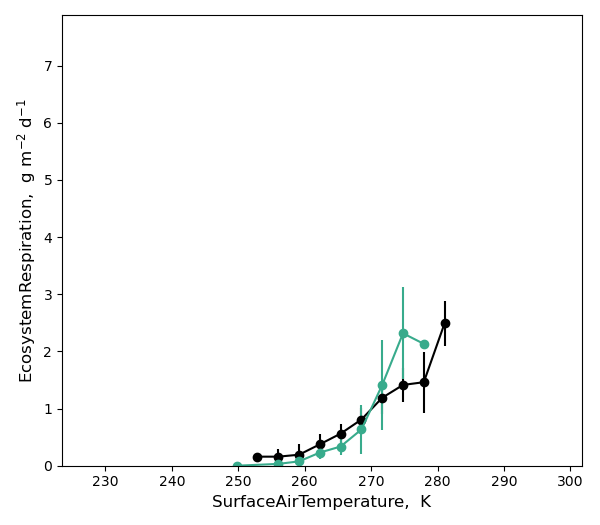 EcosystemRespiration, g m⁻² d⁻¹
7
6
5
4
3
2
1
0
230 240 250 260 270 280 290 300
SurfaceAirTemperature, K